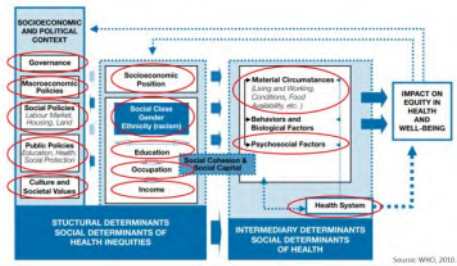 SOCIOECONOMIC
AND POLITICAL
CONTEXT
Governance
Macroeconomic
Policies
Social Policies
Labour Market,
Housing, Land
Public Policies
Education, Health
Social Protection
Culture and
Societal Values
Socioeconomic
Position
Social Class
Gender
Ethnicity (racism)
Education
Occupation
Income
Social Cohesion &
Social Capital
STUCTURAL DETERMINANTS
SOCIAL DETERMINANTS OF
HEALTH INEQUITIES
Material Circumstances
(Living and Working,
Conditions, Food
Availability, etc. )
Behaviors and
Biological Factors
Psychosocial Factors
Health System
INTERMEDIARY DETERMINANTS
SOCIAL DETERMINANTS
OF HEALTH
IMPACT ON
EQUITY IN
HEALTH
AND
WELL-BEING
Source: WHO, 2010.